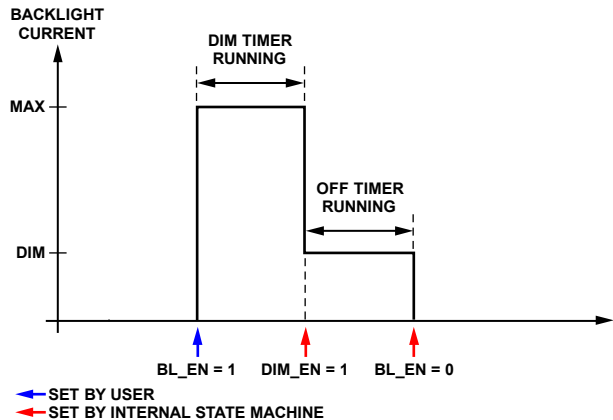 BACKLIGHT
CURRENT
DIM TIMER
RUNNING
MAX
OFF TIMER
RUNNING
DIM
BL_EN = 1
DIM_EN = 1
BL_EN = 0
SET BY USER
SET BY INTERNAL STATE MACHINE